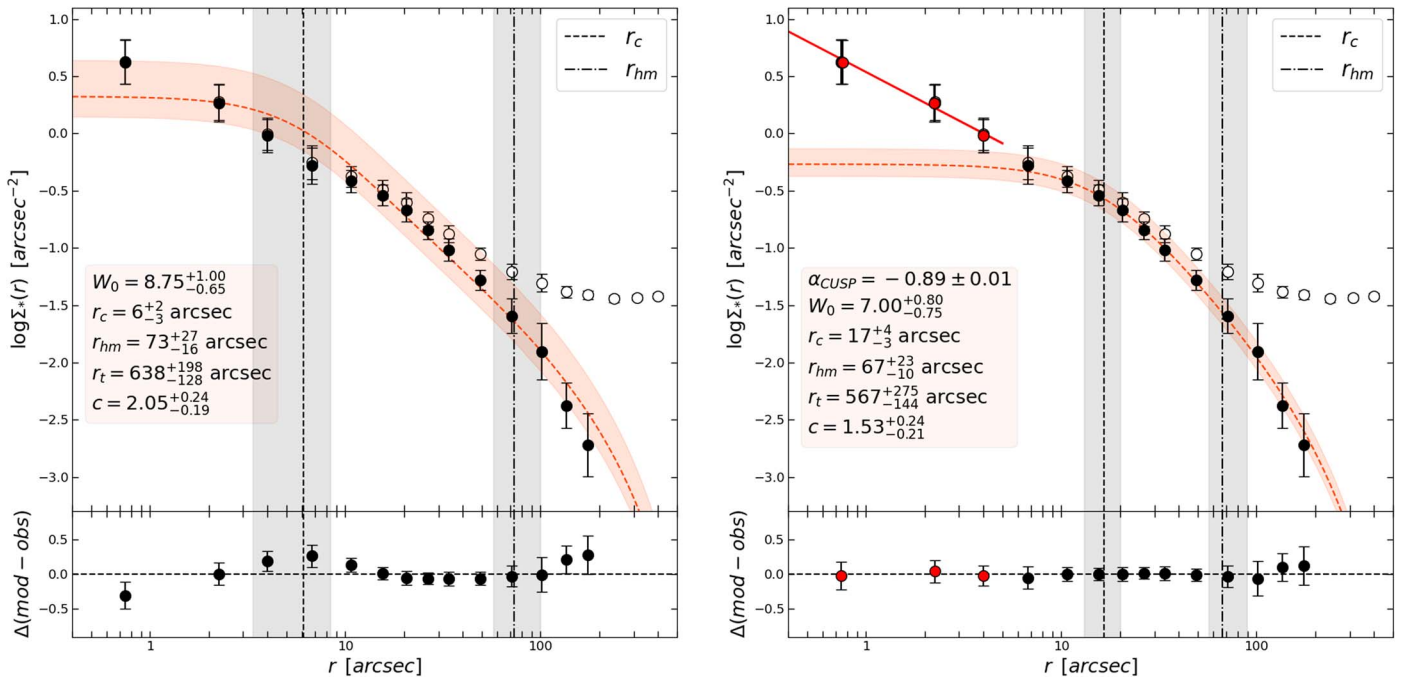 1.0
0.5
0.0
−0.5
−1.0
−1.5
−2.0
−2.5
−3.0
logΣ*(r) [arcsec⁻²]
r_c
r_hm
W₀ = 8.75 +1.00 −0.65
r_c = 6 +2 −3 arcsec
r_hm = 73 +27 −16 arcsec
r_t = 638 +198 −128 arcsec
c = 2.05 +0.24 −0.19
0.5
0.0
−0.5
Δ(mod − obs)
1 10 100
r [arcsec]
1.0
0.5
0.0
−0.5
−1.0
−1.5
−2.0
−2.5
−3.0
logΣ*(r) [arcsec⁻²]
r_c
r_hm
α_CUSP = − 0.89 ± 0.01
W₀ = 7.00 +0.80 −0.75
r_c = 17 +4 −3 arcsec
r_hm = 67 +23 −10 arcsec
r_t = 567 +275 −144 arcsec
c = 1.53 +0.24 −0.21
0.5
0.0
−0.5
Δ(mod − obs)
1 10 100
r [arcsec]